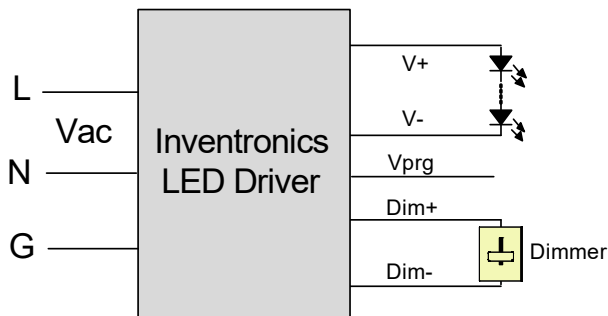 L
Vac
N
G
Inventronics
LED Driver
V+
V-
Vprg
Dim+
Dim-
Dimmer